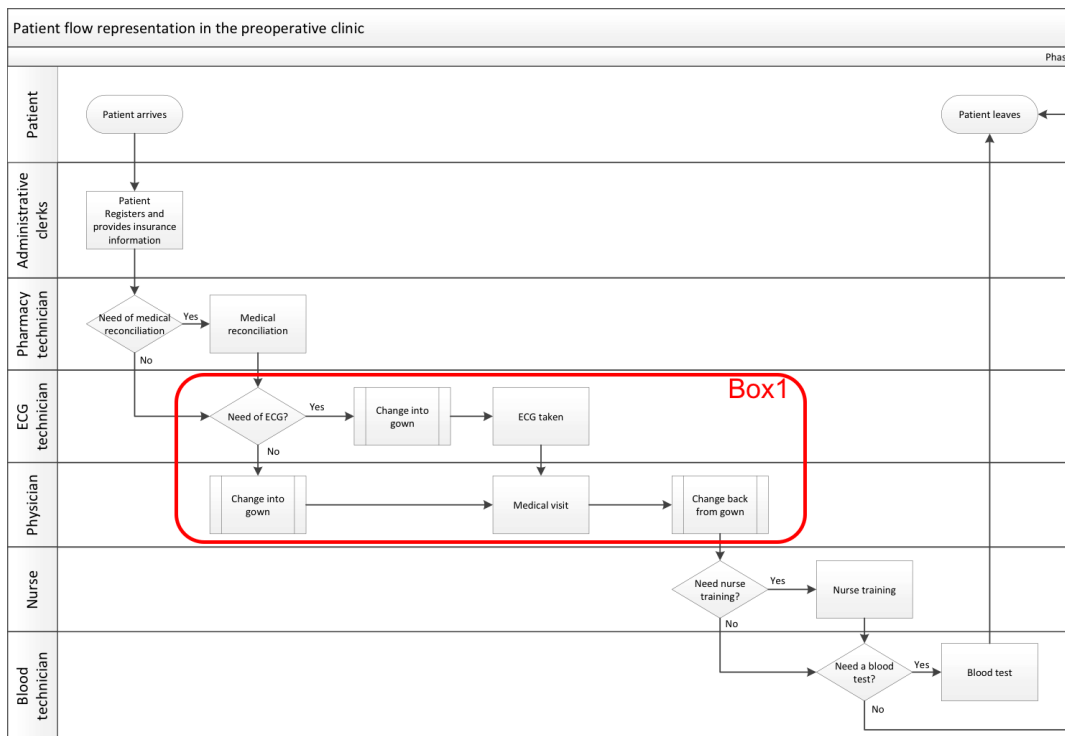 Patient flow representation in the preoperative clinic
Phas
Patient
Patient arrives
Patient leaves
Administrative
clerks
Patient
Registers and
provides insurance
information
Pharmacy
technician
Need of medical
reconciliation
Yes
Medical
reconciliation
No
ECG
technician
Box1
Need of ECG?
Yes
Change into
gown
ECG taken
No
Physician
Change into
gown
Medical visit
Change back
from gown
Nurse
Need nurse
training?
Yes
Nurse training
No
Blood
technician
Need a blood
test?
Yes
Blood test
No